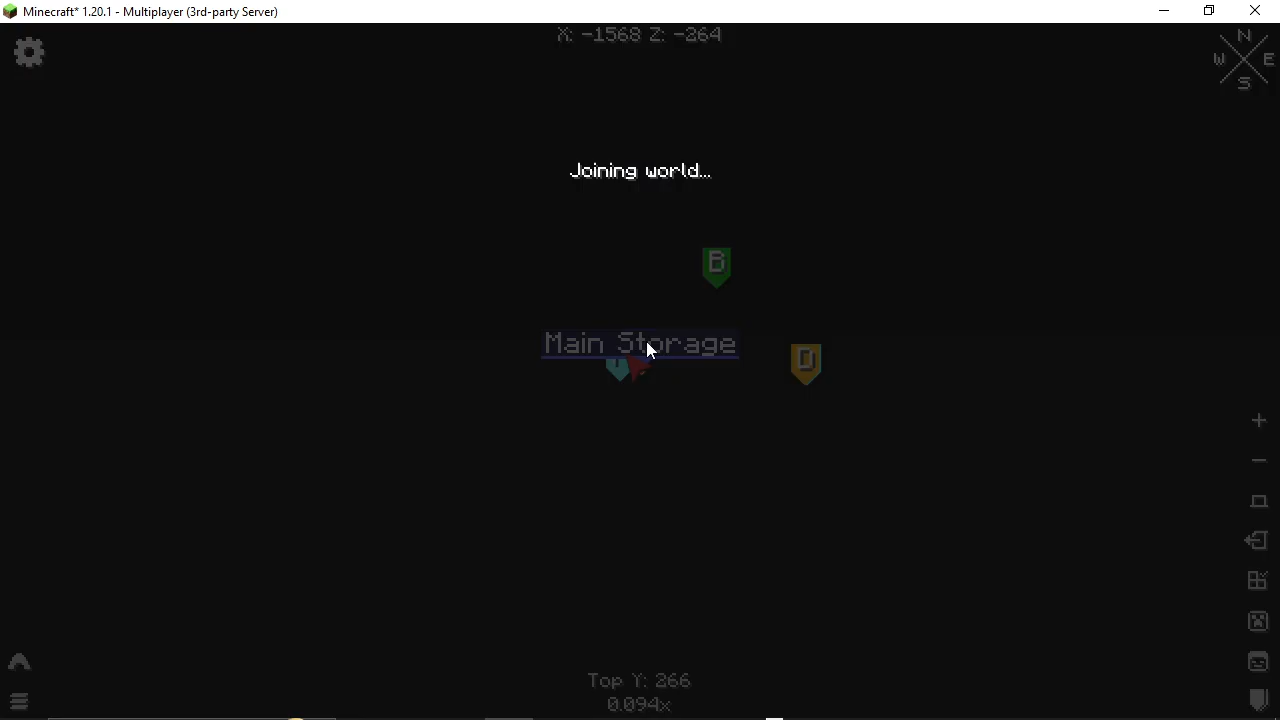 Minecraft* 1.20.1 - Multiplayer (3rd-party Server)
X: -1568 Z: -264
N
W E
S
Joining world...
B
Main Storage
D
Top Y: 266
0.094x